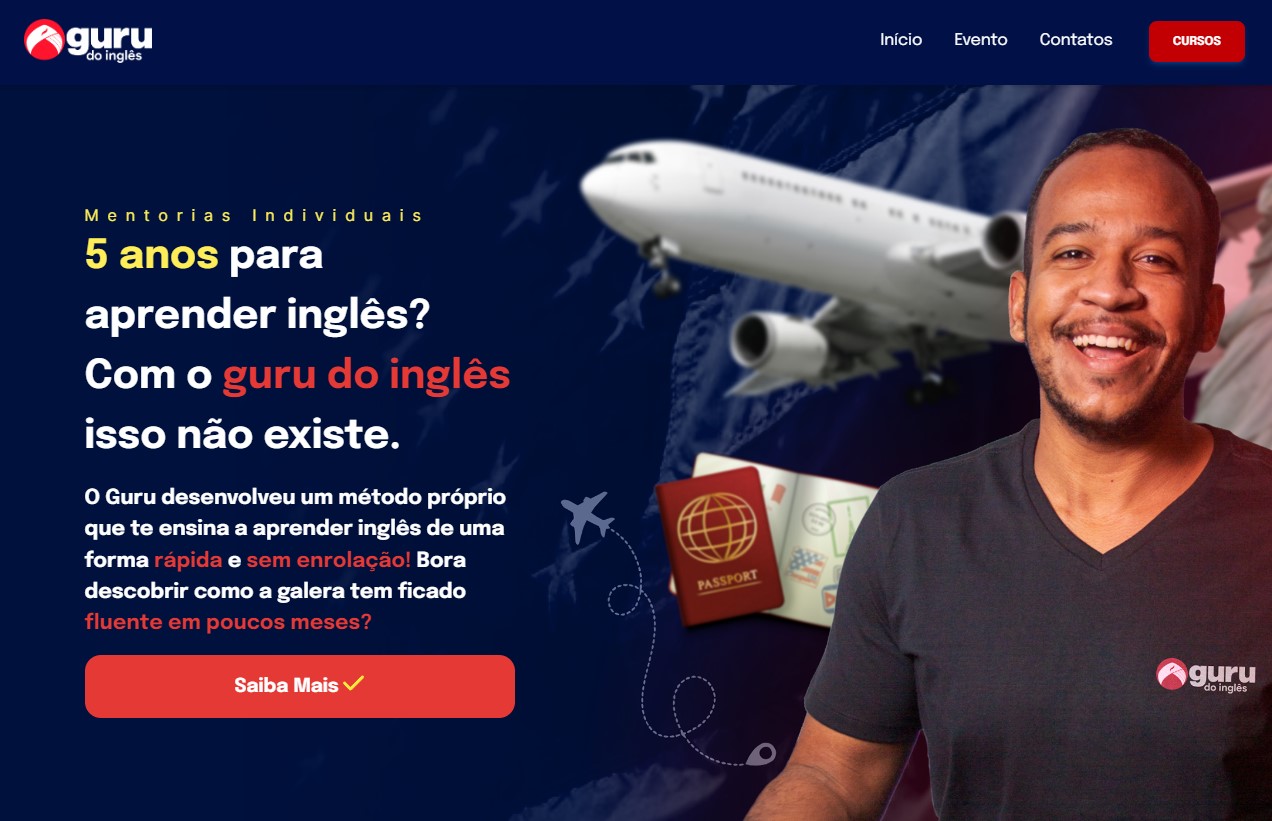 guru
do inglês
Início
Evento
Contatos
CURSOS
Mentorias Individuais
5 anos para
aprender inglês?
Com o guru do inglês
isso não existe.
O Guru desenvolveu um método próprio
que te ensina a aprender inglês de uma
forma rápida e sem enrolação! Bora
descobrir como a galera tem ficado
fluente em poucos meses?
Saiba Mais
PASSPORT
guru
do inglês